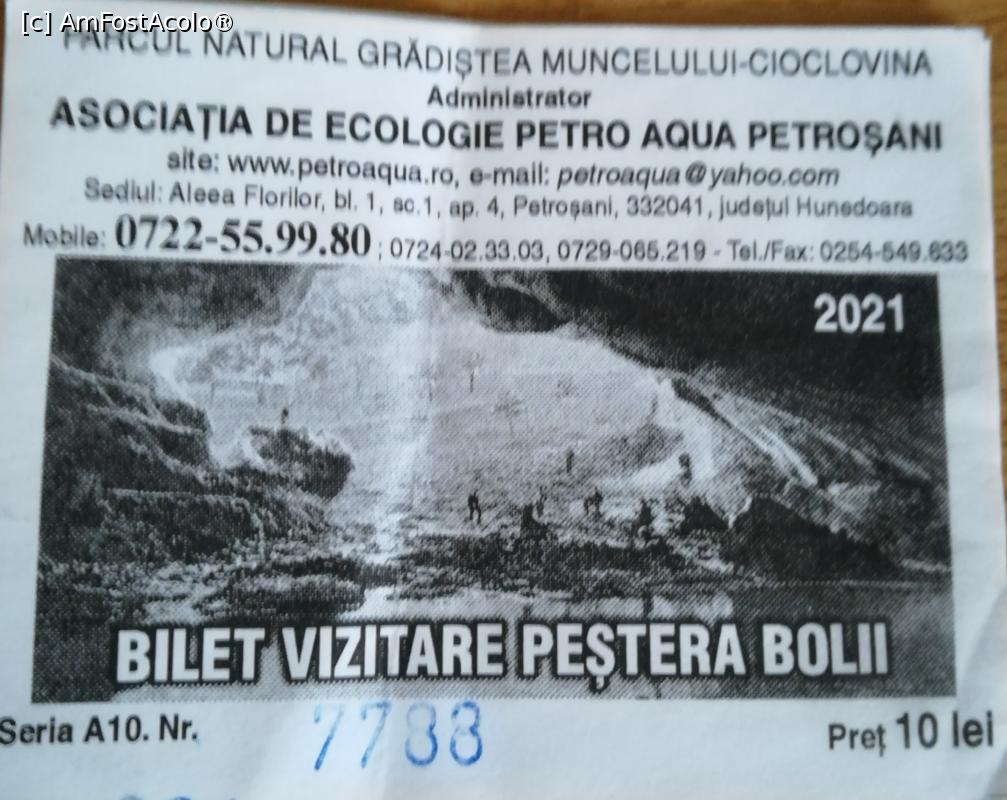 [c] AmFostAcolo®
PARCUL NATURAL GRĂDIȘTEA MUNCELULUI-CIOCLOVINA
Administrator
ASOCIAȚIA DE ECOLOGIE PETRO AQUA PETROȘANI
site: www.petroaqua.ro, e-mail: petroaqua@yahoo.com
Sediul: Aleea Florilor, bl. 1, sc.1, ap. 4, Petroșani, 332041, județul Hunedoara
Mobile: 0722-55.99.80 ; 0724-02.33.03, 0729-065.219 - Tel./Fax: 0254-549.633
2021
BILET VIZITARE PEȘTERA BOLII
Seria A10. Nr. 7788 Preț 10 lei